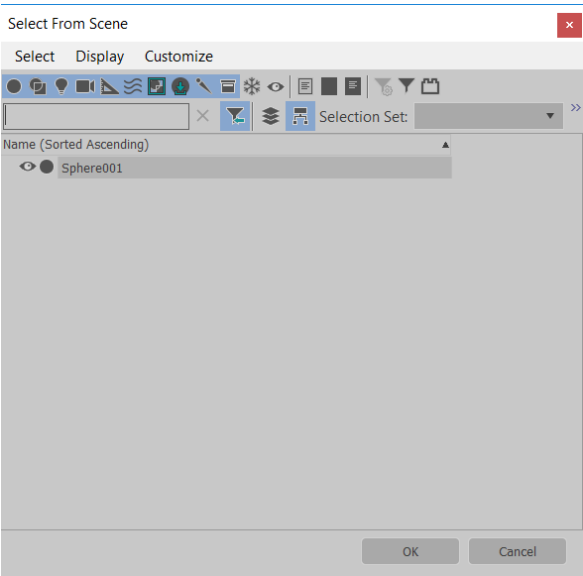 Select From Scene
Select Display Customize
Selection Set:
Name (Sorted Ascending)
Sphere001
OK Cancel